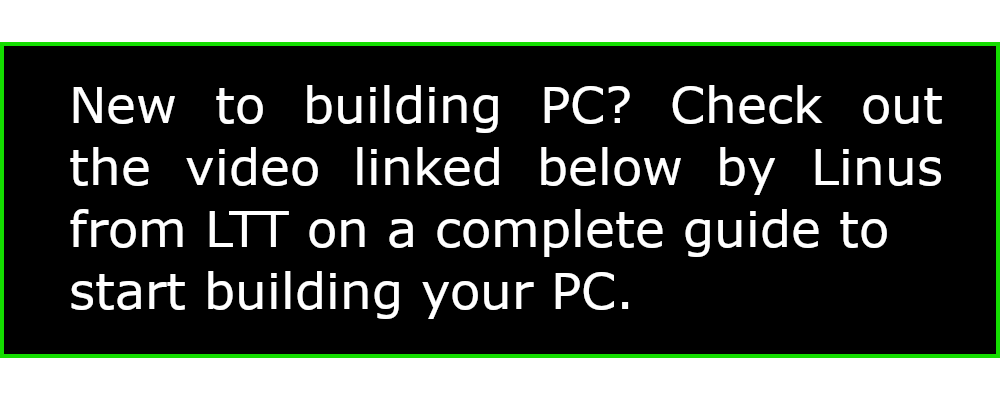 New to building PC? Check out
the video linked below by Linus
from LTT on a complete guide to
start building your PC.